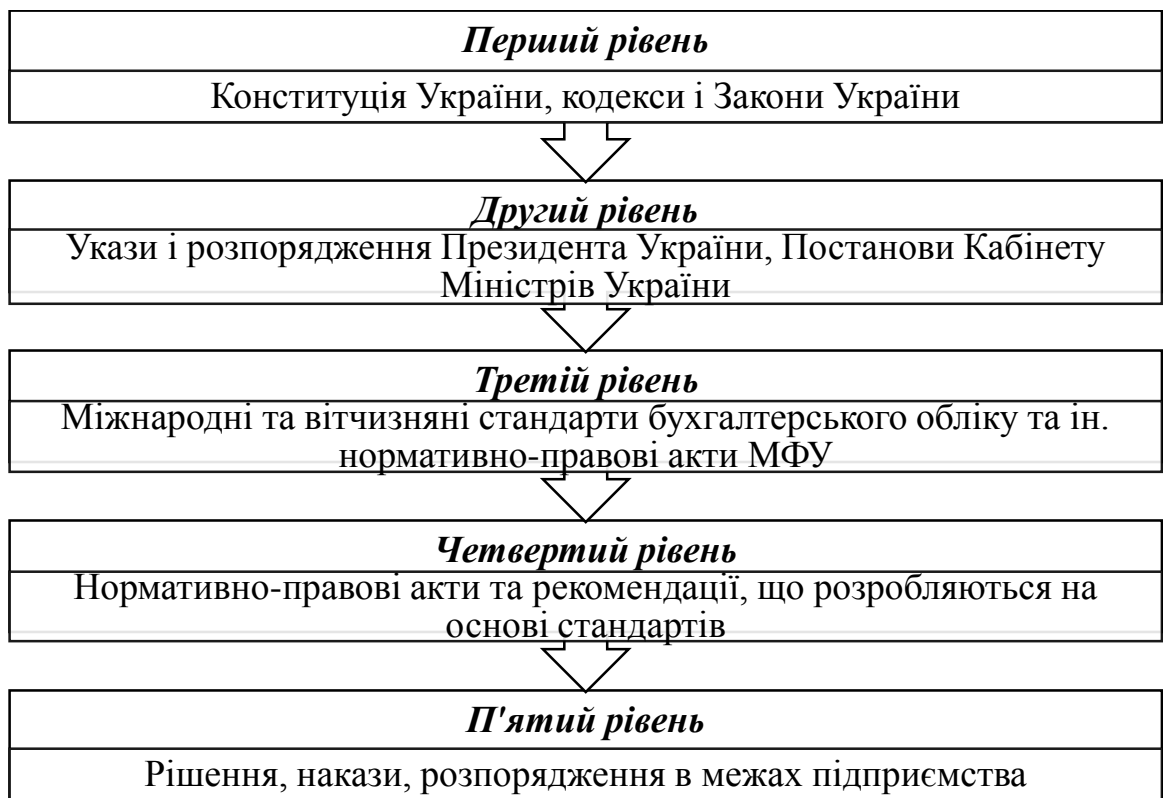 Перший рівень
Конституція України, кодекси і Закони України
Другий рівень
Укази і розпорядження Президента України, Постанови Кабінету
Міністрів України
Третій рівень
Міжнародні та вітчизняні стандарти бухгалтерського обліку та ін.
нормативно-правові акти МФУ
Четвертий рівень
Нормативно-правові акти та рекомендації, що розробляються на
основі стандартів
П'ятий рівень
Рішення, накази, розпорядження в межах підприємства